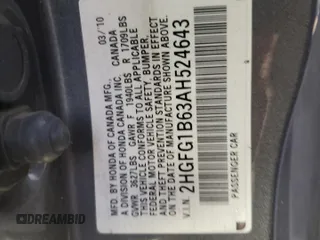 MFD. BY HONDA OF CANADA MFG. 03/10
A DIVISION OF HONDA CANADA INC. CANADA
GVWR 3627LBS GAWR F 1940LBS R 1709LBS
THIS VEHICLE CONFORMS TO ALL APPLICABLE
FEDERAL MOTOR VEHICLE SAFETY, BUMPER,
AND THEFT PREVENTION STANDARDS IN EFFECT
ON THE DATE OF MANUFACTURE SHOWN ABOVE.
V.I.N. 2HGFG1B63AH524643
PASSENGER CAR
© DREAMBID